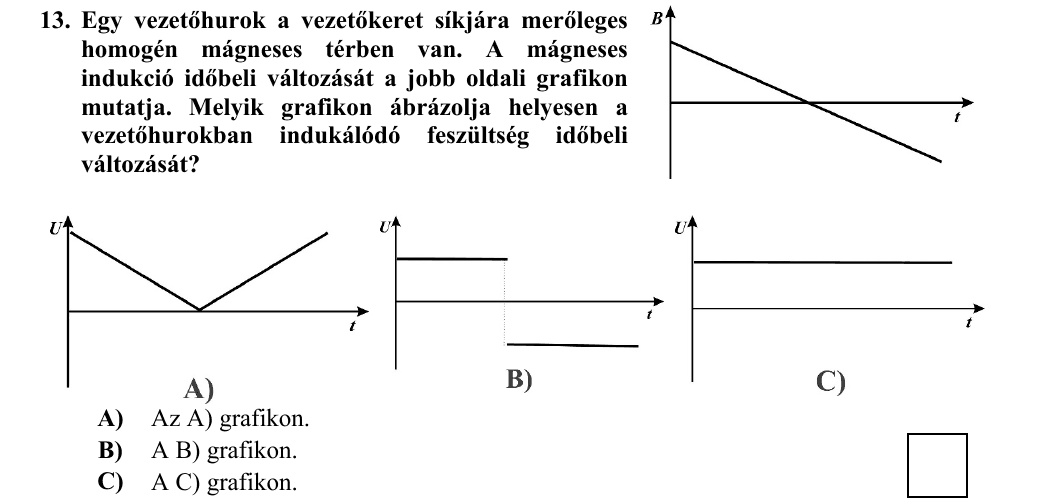 13. Egy vezetőhurok a vezetőkeret síkjára merőleges
homogén mágneses térben van. A mágneses
indukció időbeli változását a jobb oldali grafikon
mutatja. Melyik grafikon ábrázolja helyesen a
vezetőhurokban indukálódó feszültség időbeli
változását?
B
t
U
t
A)
U
t
B)
U
t
C)
A) Az A) grafikon.
B) A B) grafikon.
C) A C) grafikon.